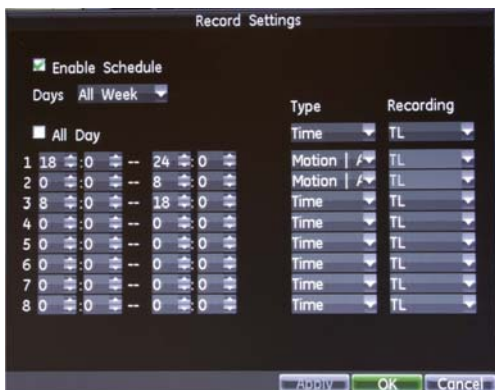 Record Settings
Enable Schedule
Days All Week
Type Recording
All Day Time TL
1 18 :0 -- 24 :0 Motion | TL
2 0 :0 -- 8 :0 Motion | TL
3 8 :0 -- 18 :0 Time TL
4 0 :0 -- 0 :0 Time TL
5 0 :0 -- 0 :0 Time TL
6 0 :0 -- 0 :0 Time TL
7 0 :0 -- 0 :0 Time TL
8 0 :0 -- 0 :0 Time TL
Apply OK Cancel